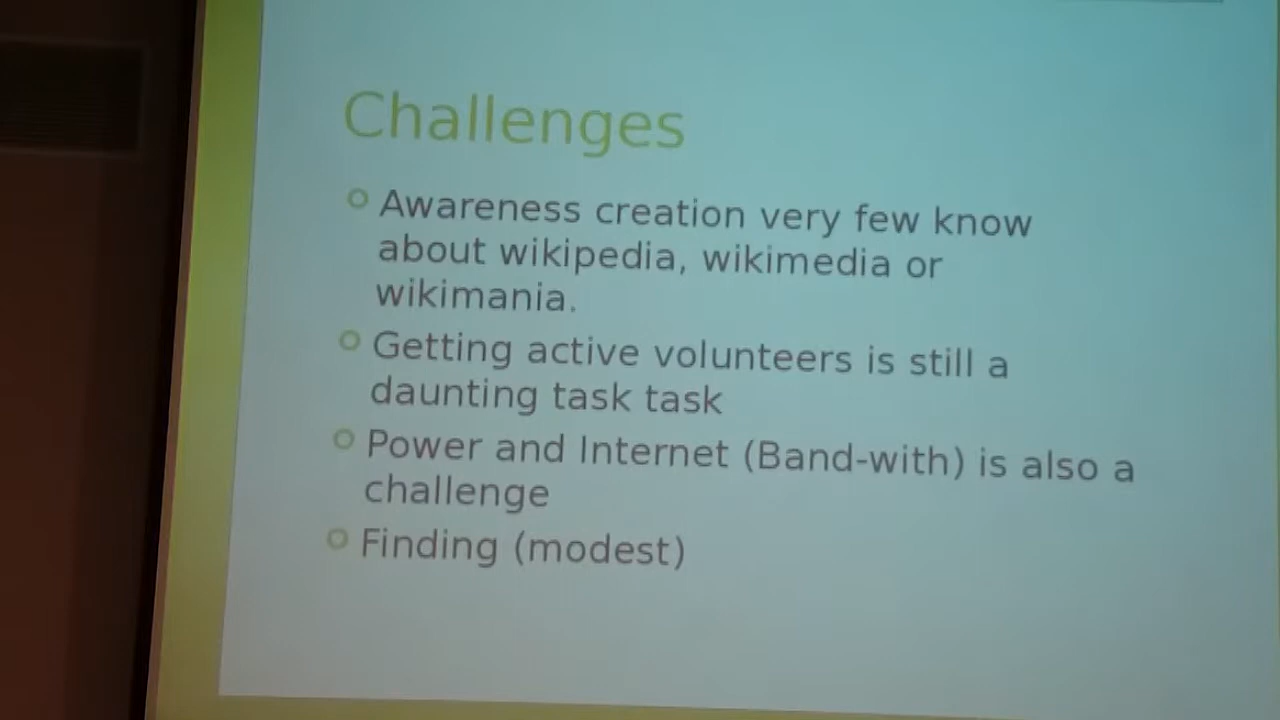 Challenges
Awareness creation very few know
about wikipedia, wikimedia or
wikimania.
Getting active volunteers is still a
daunting task task
Power and Internet (Band-with) is also a
challenge
Finding (modest)